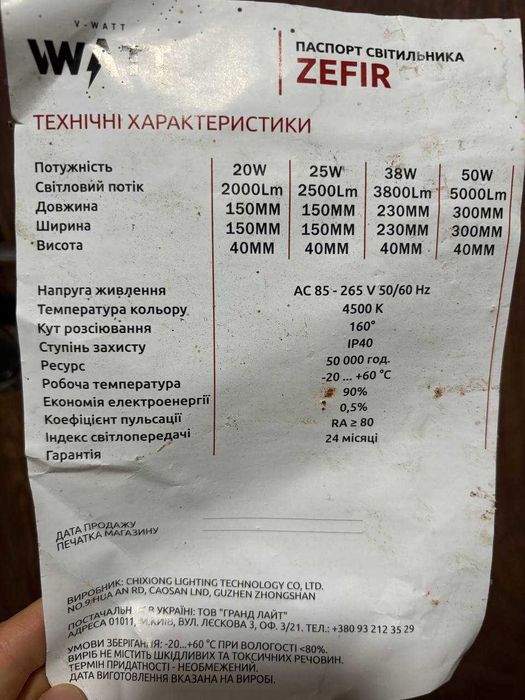 V-WATT
WATT
ПАСПОРТ СВІТИЛЬНИКА
ZEFIR
ТЕХНІЧНІ ХАРАКТЕРИСТИКИ
Потужність 20W 25W 38W 50W
Світловий потік 2000Lm 2500Lm 3800Lm 5000Lm
Довжина 150MM 150MM 230MM 300MM
Ширина 150MM 150MM 230MM 300MM
Висота 40MM 40MM 40MM 40MM
Напруга живлення AC 85 - 265 V 50/60 Hz
Температура кольору 4500 K
Кут розсіювання 160°
Ступінь захисту IP40
Ресурс 50 000 год.
Робоча температура -20 ... +60 °C
Економія електроенергії 90%
Коефіцієнт пульсації 0,5%
Індекс світлопередачі RA ≥ 80
Гарантія 24 місяці
ДАТА ПРОДАЖУ
ПЕЧАТКА МАГАЗИНУ
ВИРОБНИК: CHIXIONG LIGHTING TECHNOLOGY CO, LTD.
NO.9 HUA AN RD, CAOSAN LND, GUZHEN ZHONGSHAN
ПОСТАЧАЛЬН В УКРАЇНІ: ТОВ "ГРАНД ЛАЙТ"
АДРЕСА 01011, М.КИЇВ, ВУЛ. ЛЄСКОВА 3, ОФ. 3/21. ТЕЛ.: +380 93 212 35 29
УМОВИ ЗБЕРІГАННЯ: -20...+60 °C ПРИ ВОЛОГОСТІ <80%.
ВИРІБ НЕ МІСТИТЬ ШКІДЛИВИХ ТА ТОКСИЧНИХ РЕЧОВИН.
ТЕРМІН ПРИДАТНОСТІ - НЕОБМЕЖЕНИЙ.
ДАТА ВИГОТОВЛЕННЯ ВКАЗАНА НА ВИРОБІ